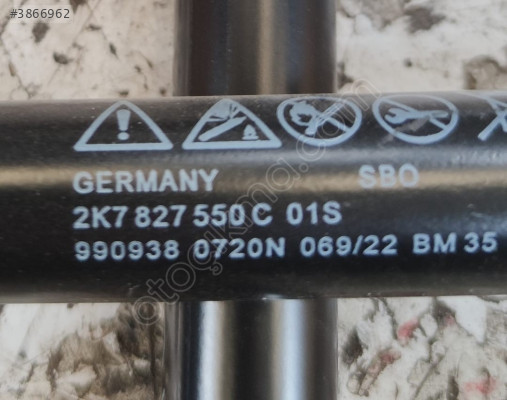 #3866962
GERMANY SBO
2K7 827 550 C 01S
990938 0720N 069/22 BM 35